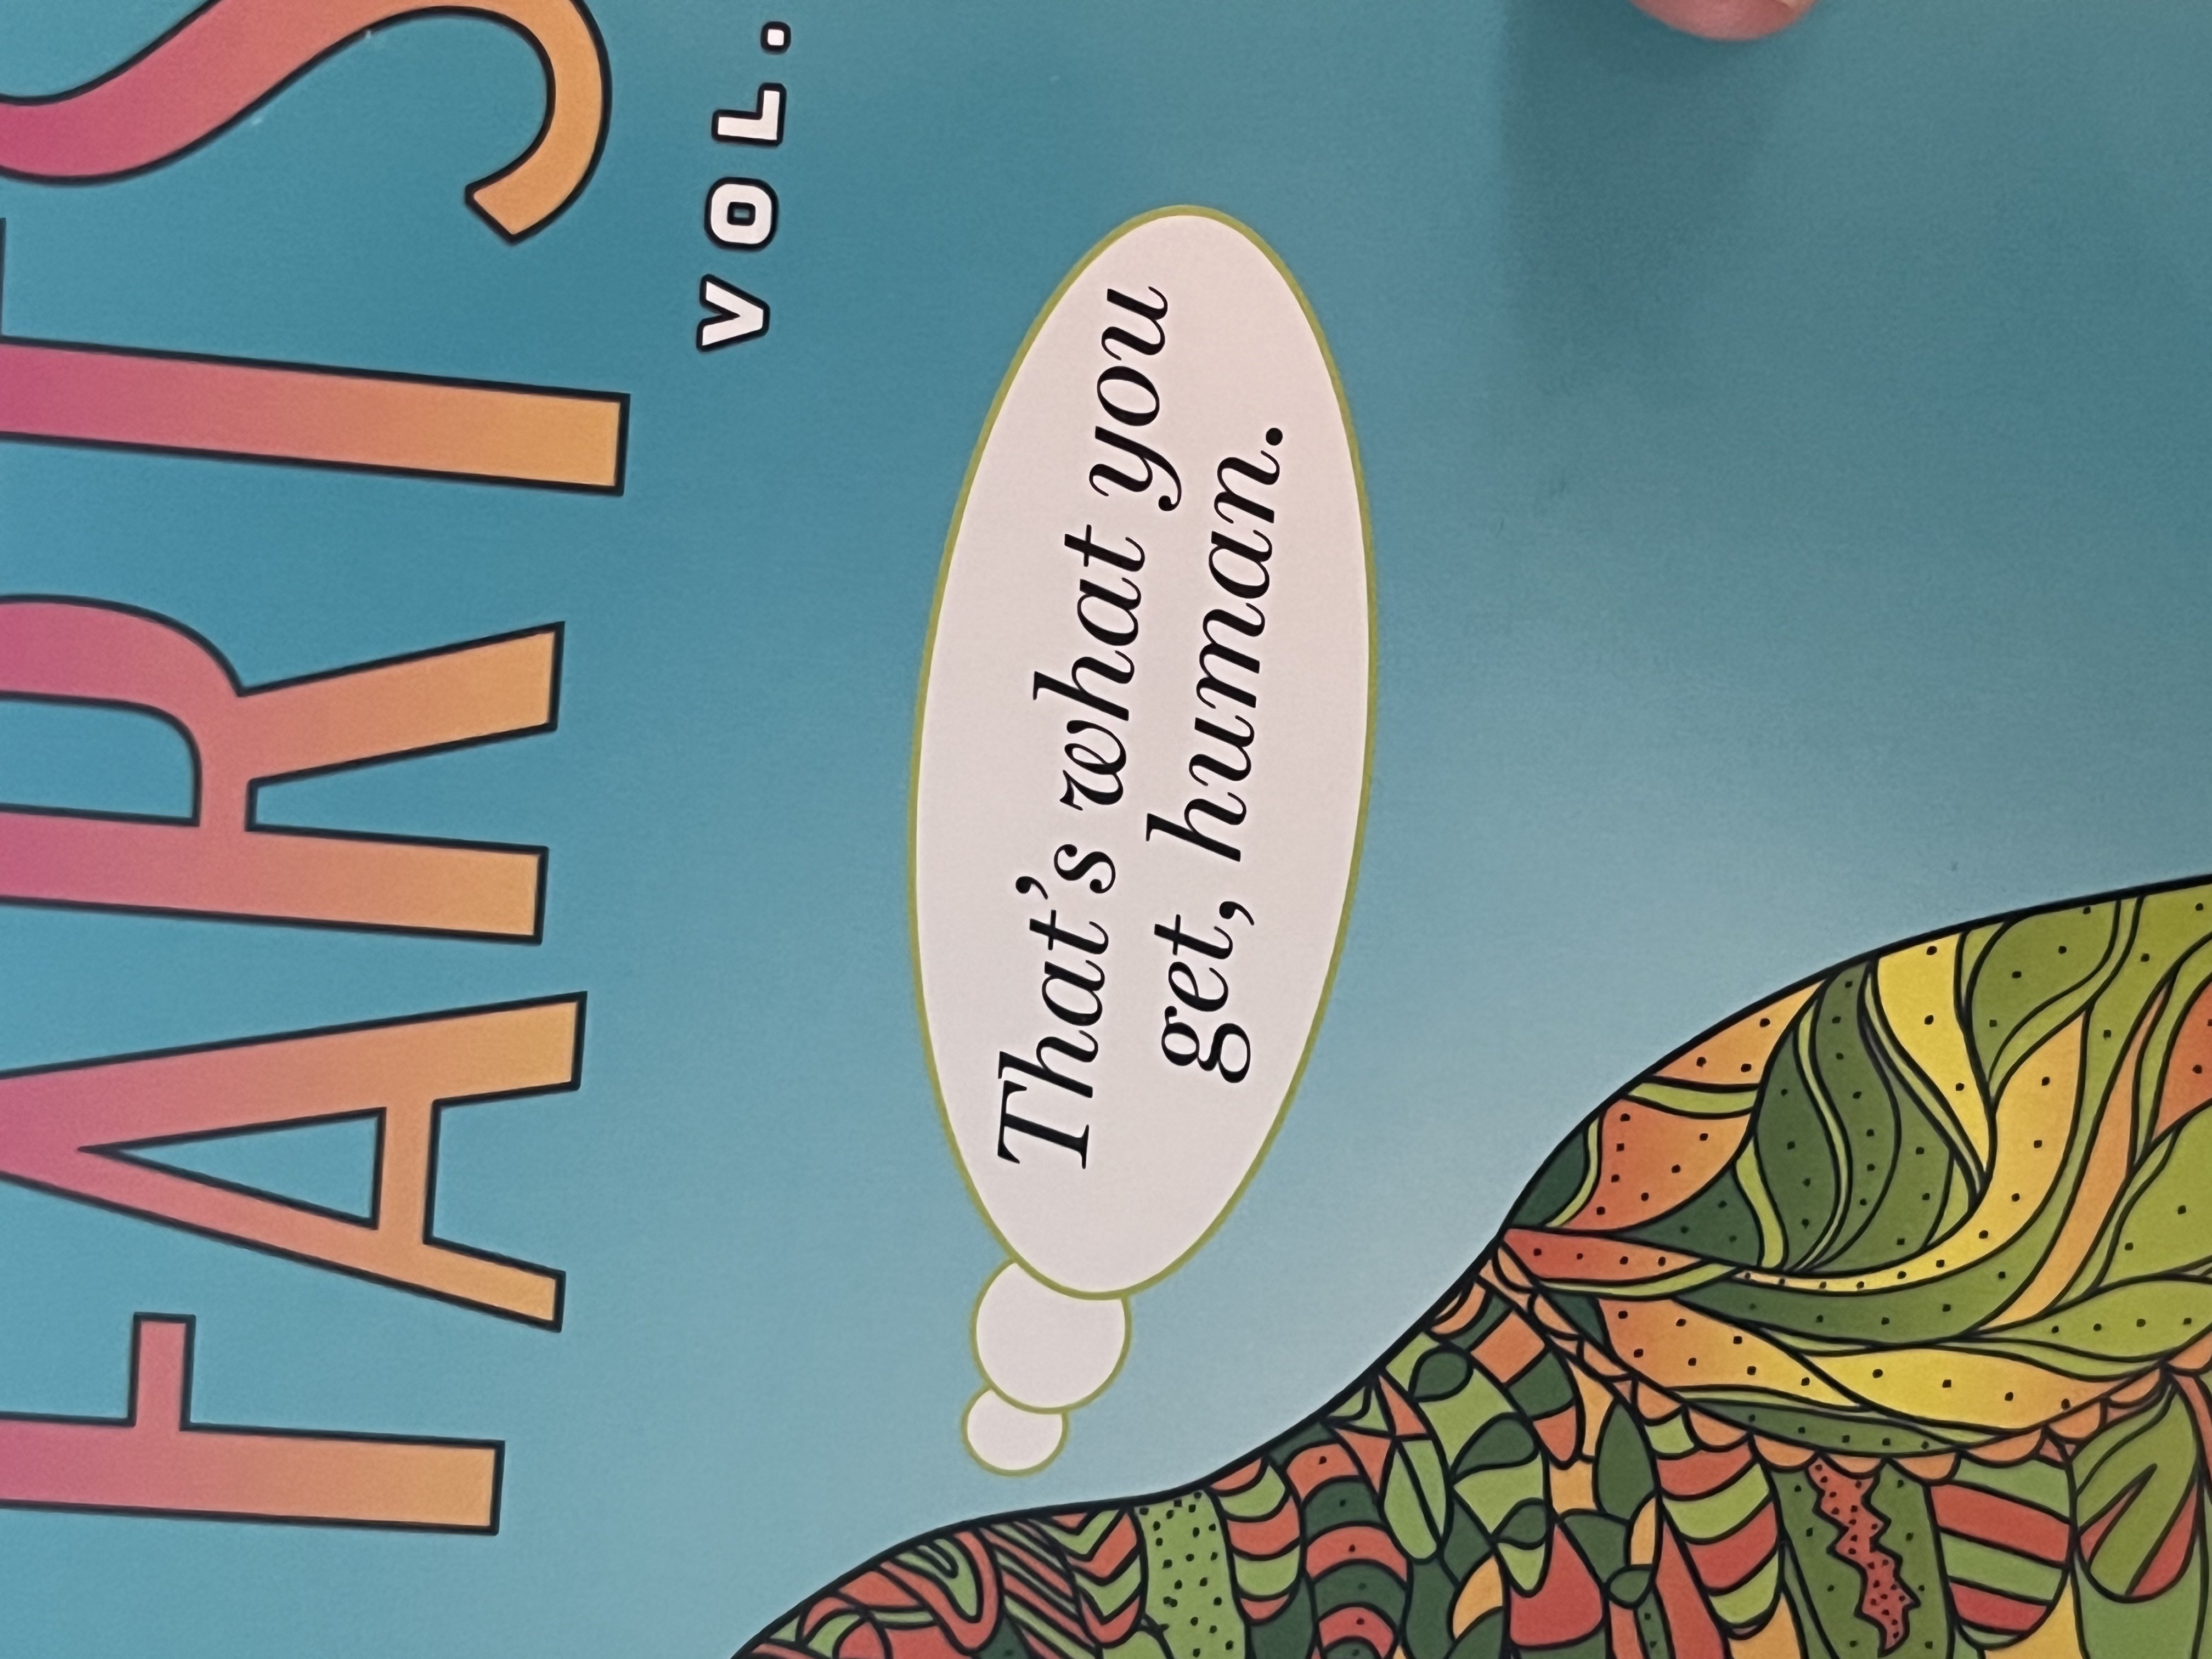 FARTS
VOL.
That's what you
get, human.